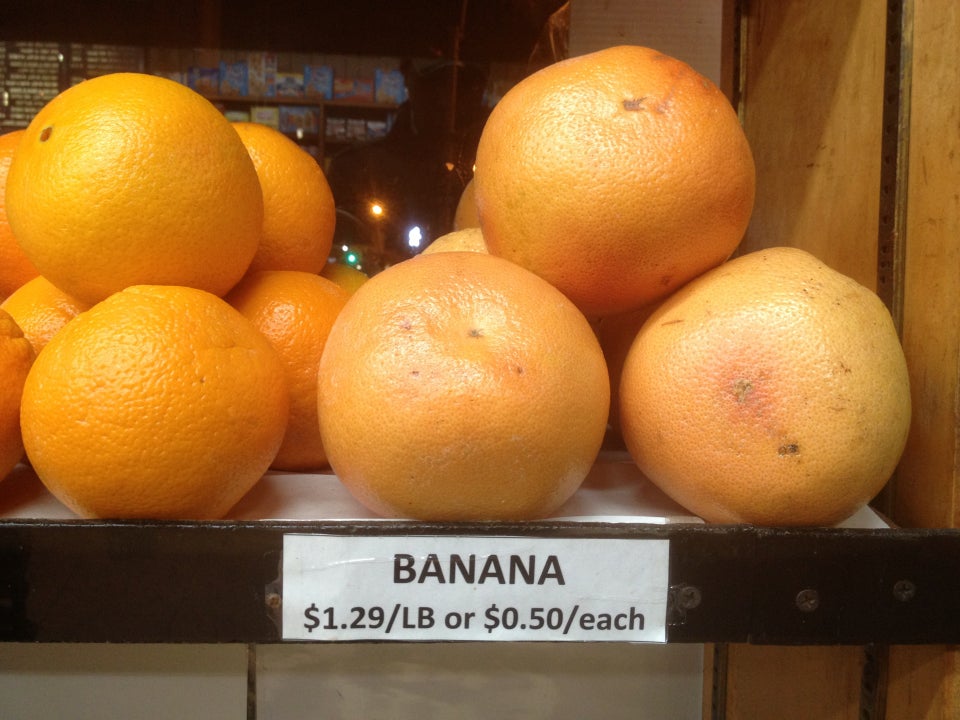 BANANA
$1.29/LB or $0.50/each